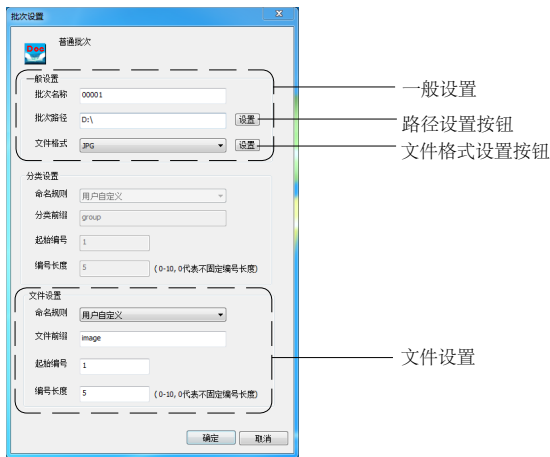 批次设置
Doc
普通批次
一般设置
批次名称 00001
批次路径 D:\ 设置
文件格式 JPG 设置
分类设置
命名规则 用户自定义
分类前缀 group
起始编号 1
编号长度 5 (0-10, 0代表不固定编号长度)
文件设置
命名规则 用户自定义
文件前缀 image
起始编号 1
编号长度 5 (0-10, 0代表不固定编号长度)
确定 取消
一般设置
路径设置按钮
文件格式设置按钮
文件设置